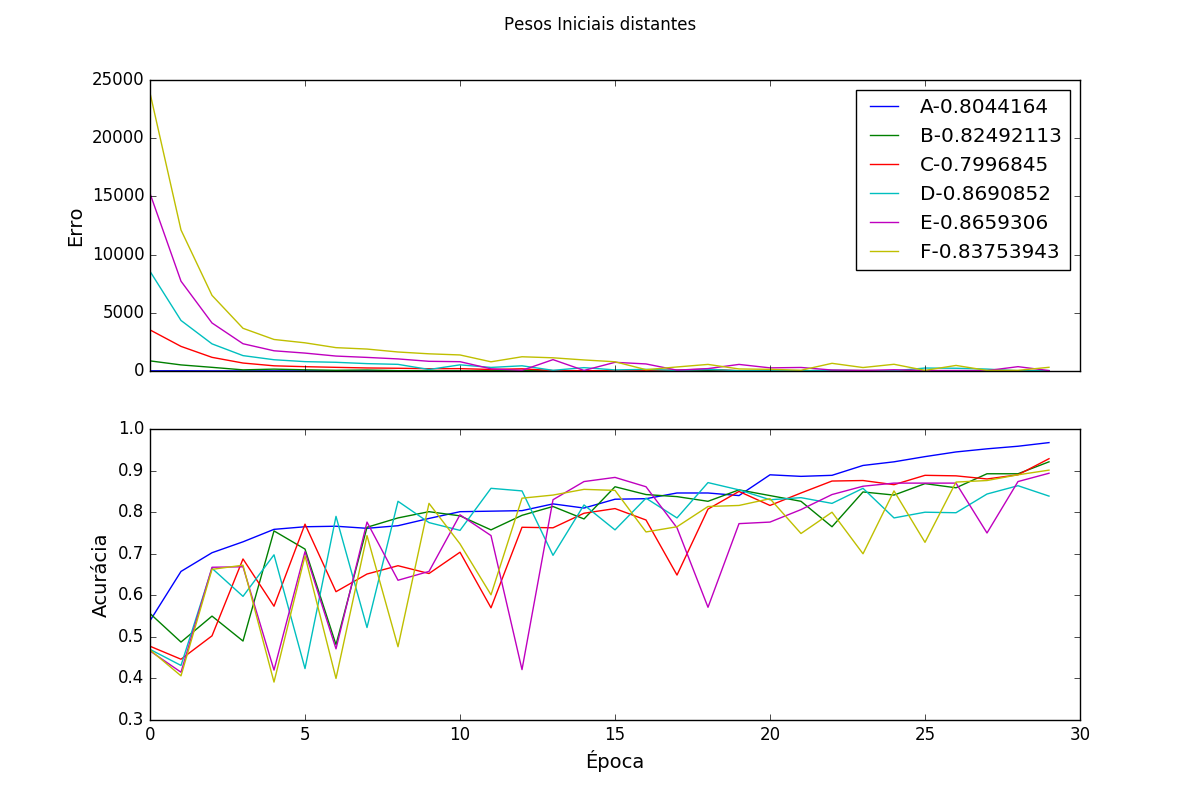 Pesos Iniciais distantes
25000
20000
15000
10000
5000
0
Erro
A-0.8044164
B-0.82492113
C-0.7996845
D-0.8690852
E-0.8659306
F-0.83753943
1.0
0.9
0.8
0.7
0.6
0.5
0.4
0.3
Acurácia
0 5 10 15 20 25 30
Época